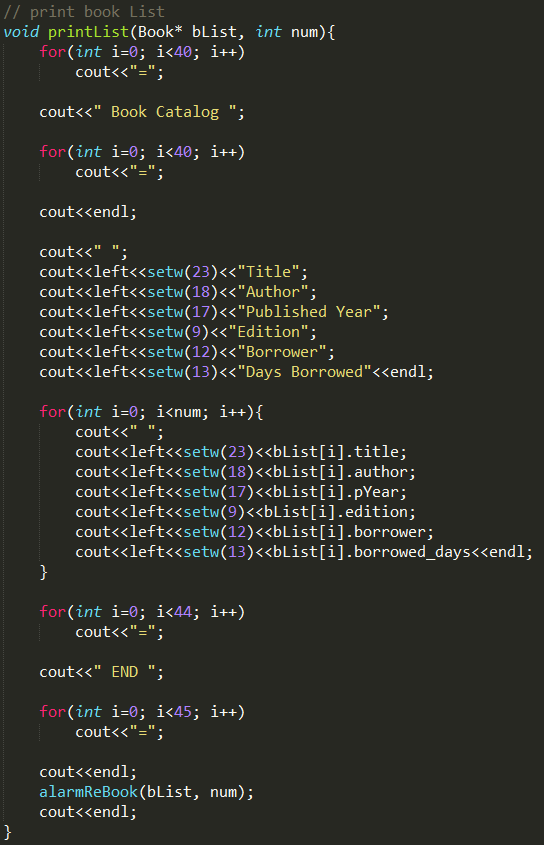 // print book List
void printList(Book* bList, int num){
    for(int i=0; i<40; i++)
        cout<<"=";

    cout<<" Book Catalog ";

    for(int i=0; i<40; i++)
        cout<<"=";

    cout<<endl;

    cout<<" ";
    cout<<left<<setw(23)<<"Title";
    cout<<left<<setw(18)<<"Author";
    cout<<left<<setw(17)<<"Published Year";
    cout<<left<<setw(9)<<"Edition";
    cout<<left<<setw(12)<<"Borrower";
    cout<<left<<setw(13)<<"Days Borrowed"<<endl;

    for(int i=0; i<num; i++){
        cout<<" ";
        cout<<left<<setw(23)<<bList[i].title;
        cout<<left<<setw(18)<<bList[i].author;
        cout<<left<<setw(17)<<bList[i].pYear;
        cout<<left<<setw(9)<<bList[i].edition;
        cout<<left<<setw(12)<<bList[i].borrower;
        cout<<left<<setw(13)<<bList[i].borrowed_days<<endl;
    }

    for(int i=0; i<44; i++)
        cout<<"=";

    cout<<" END ";

    for(int i=0; i<45; i++)
        cout<<"=";

    cout<<endl;
    alarmReBook(bList, num);
    cout<<endl;
}